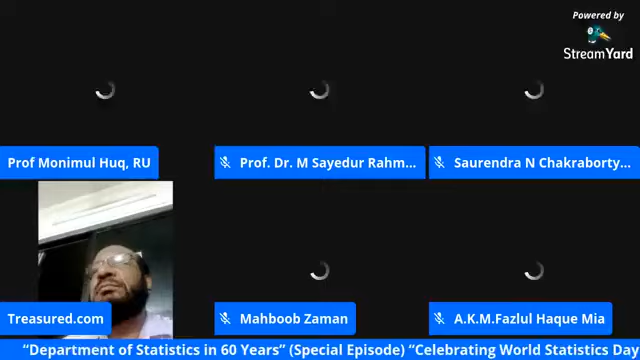 Powered by
StreamYard
Prof Monimul Huq, RU
Prof. Dr. M Sayedur Rahm...
Saurendra N Chakraborty...
Treasured.com
Mahboob Zaman
A.K.M.Fazlul Haque Mia
“Department of Statistics in 60 Years” (Special Episode) “Celebrating World Statistics Day